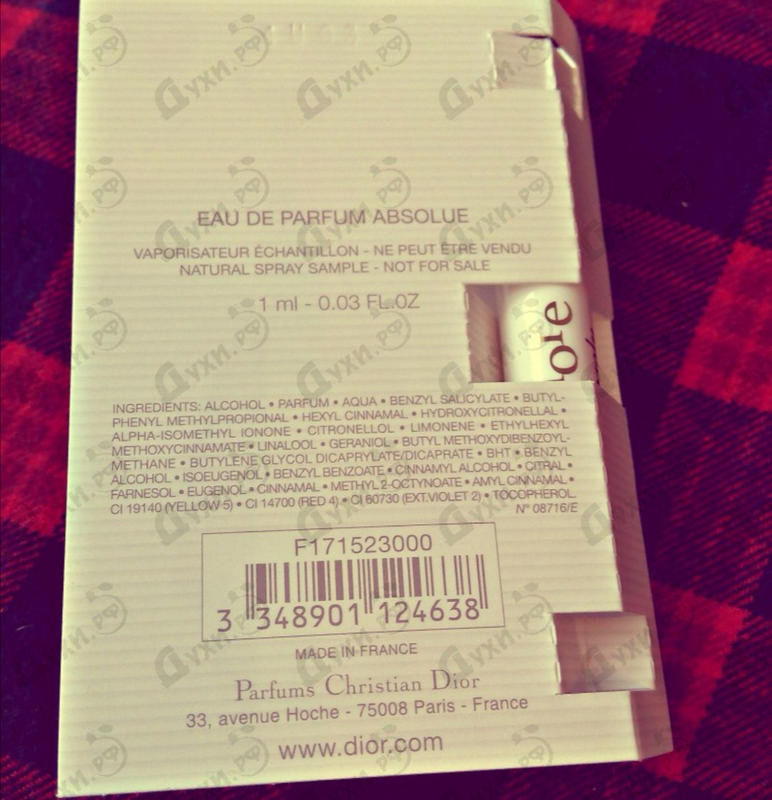 EAU DE PARFUM ABSOLUE
VAPORISATEUR ÉCHANTILLON - NE PEUT ÊTRE VENDU
NATURAL SPRAY SAMPLE - NOT FOR SALE
1 ml - 0.03 FL.OZ
oie
INGREDIENTS: ALCOHOL • PARFUM • AQUA • BENZYL SALICYLATE • BUTYL-
PHENYL METHYLPROPIONAL • HEXYL CINNAMAL • HYDROXYCITRONELLAL •
ALPHA-ISOMETHYL IONONE • CITRONELLOL • LIMONENE • ETHYLHEXYL
METHOXYCINNAMATE • LINALOOL • GERANIOL • BUTYL METHOXYDIBENZOYL-
METHANE • BUTYLENE GLYCOL DICAPRYLATE/DICAPRATE • BHT • BENZYL
ALCOHOL • ISOEUGENOL • BENZYL BENZOATE • CINNAMYL ALCOHOL • CITRAL •
FARNESOL • EUGENOL • CINNAMAL • METHYL 2-OCTYNOATE • AMYL CINNAMAL •
CI 19140 (YELLOW 5) • CI 14700 (RED 4) • CI 60730 (EXT.VIOLET 2) • TOCOPHEROL.
N° 08716/E
F171523000
3 348901 124638
MADE IN FRANCE
Parfums Christian Dior
33, avenue Hoche - 75008 Paris - France
www.dior.com
Духи.РФ